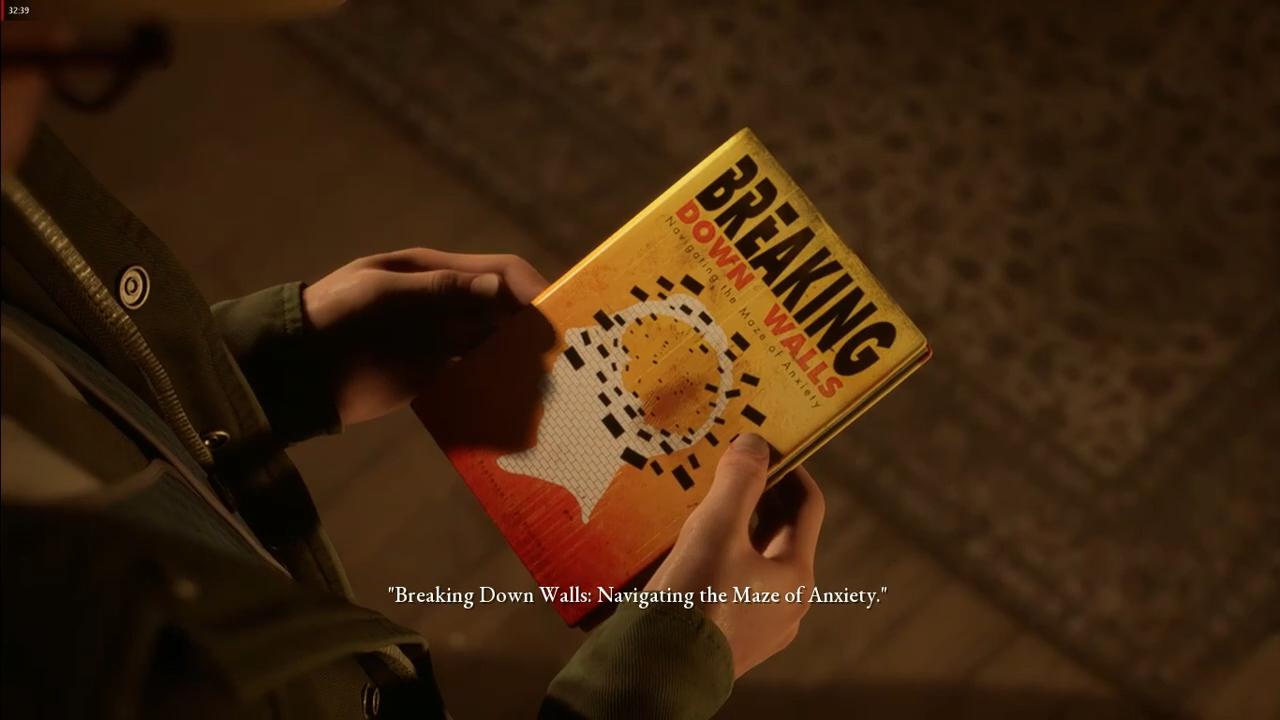 32:39
BREAKING
DOWN WALLS
Navigating the Maze of Anxiety
"Breaking Down Walls: Navigating the Maze of Anxiety."